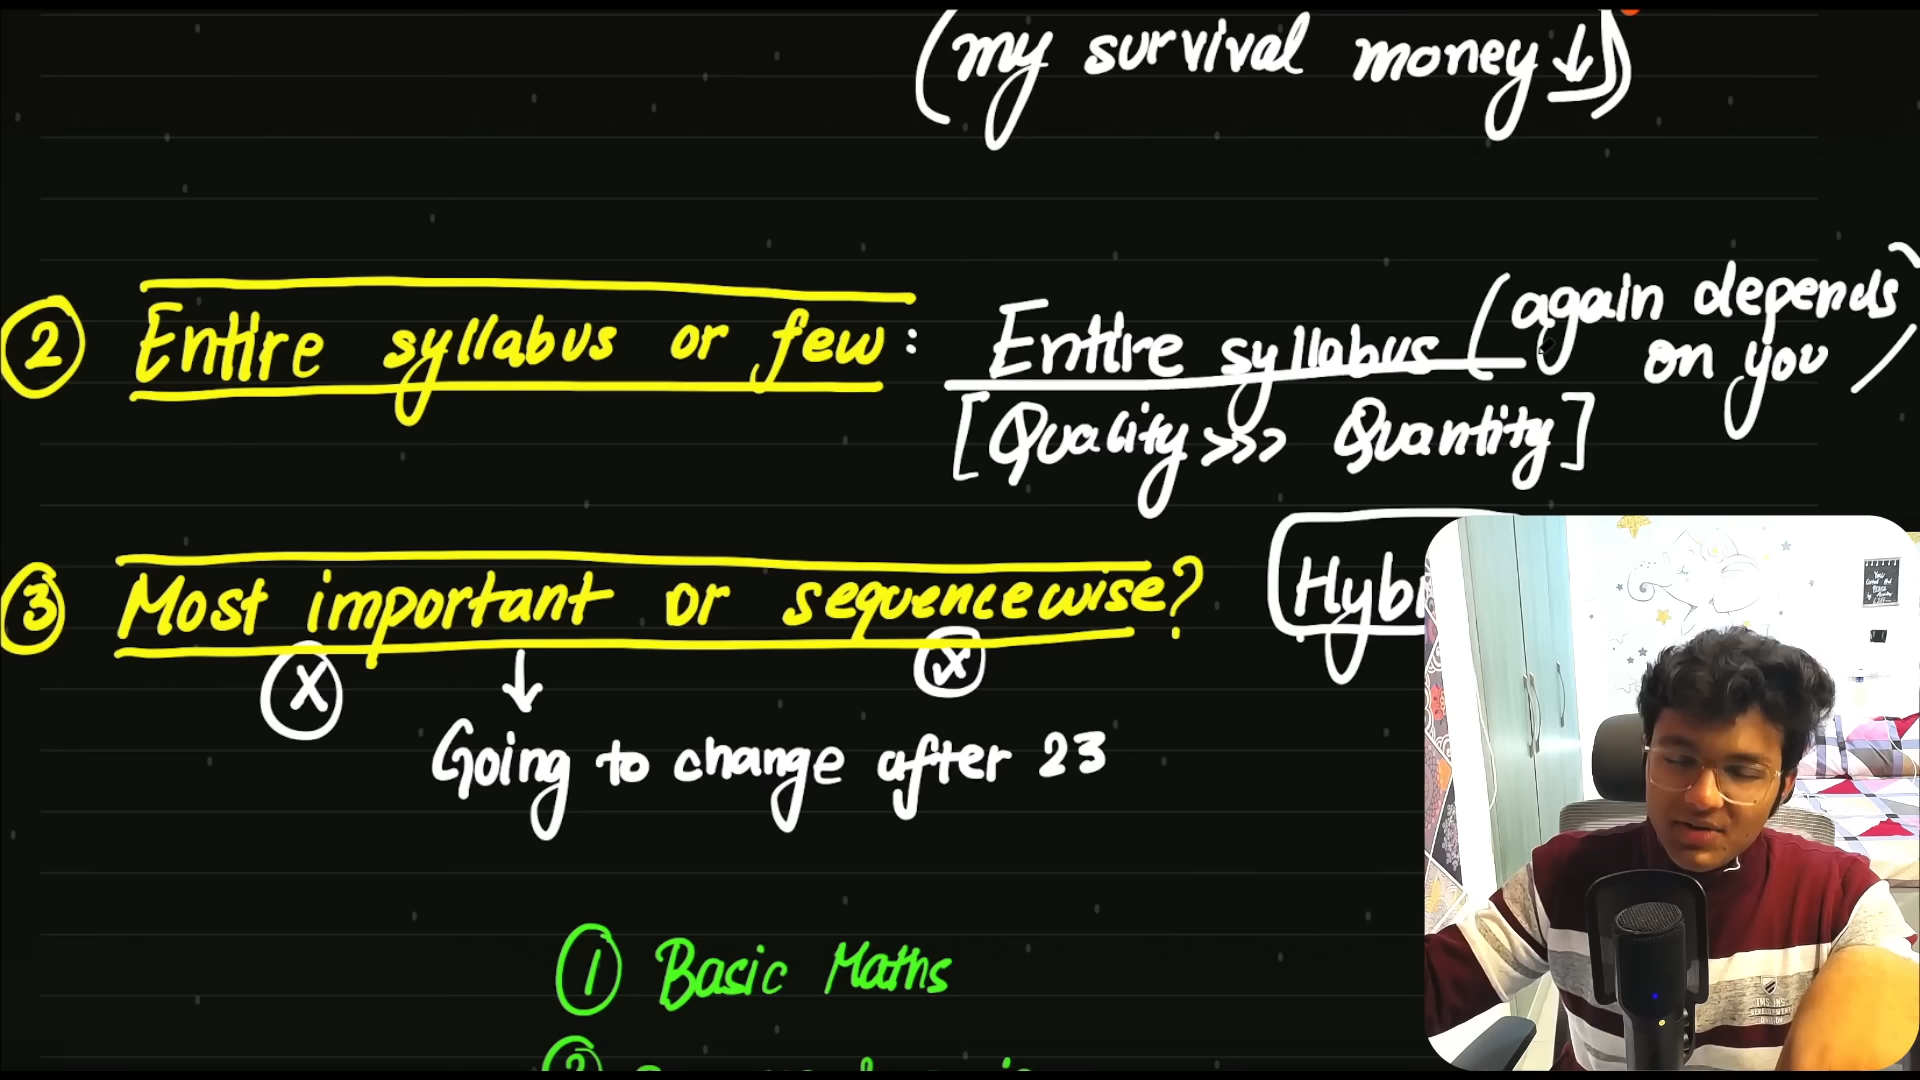 (my survival money ↓)
② Entire syllabus or few : Entire syllabus (again depends on you)
[Quality >>> Quantity]
③ Most important or sequencewise?
X ↓ X
Going to change after 23
① Basic Maths
②